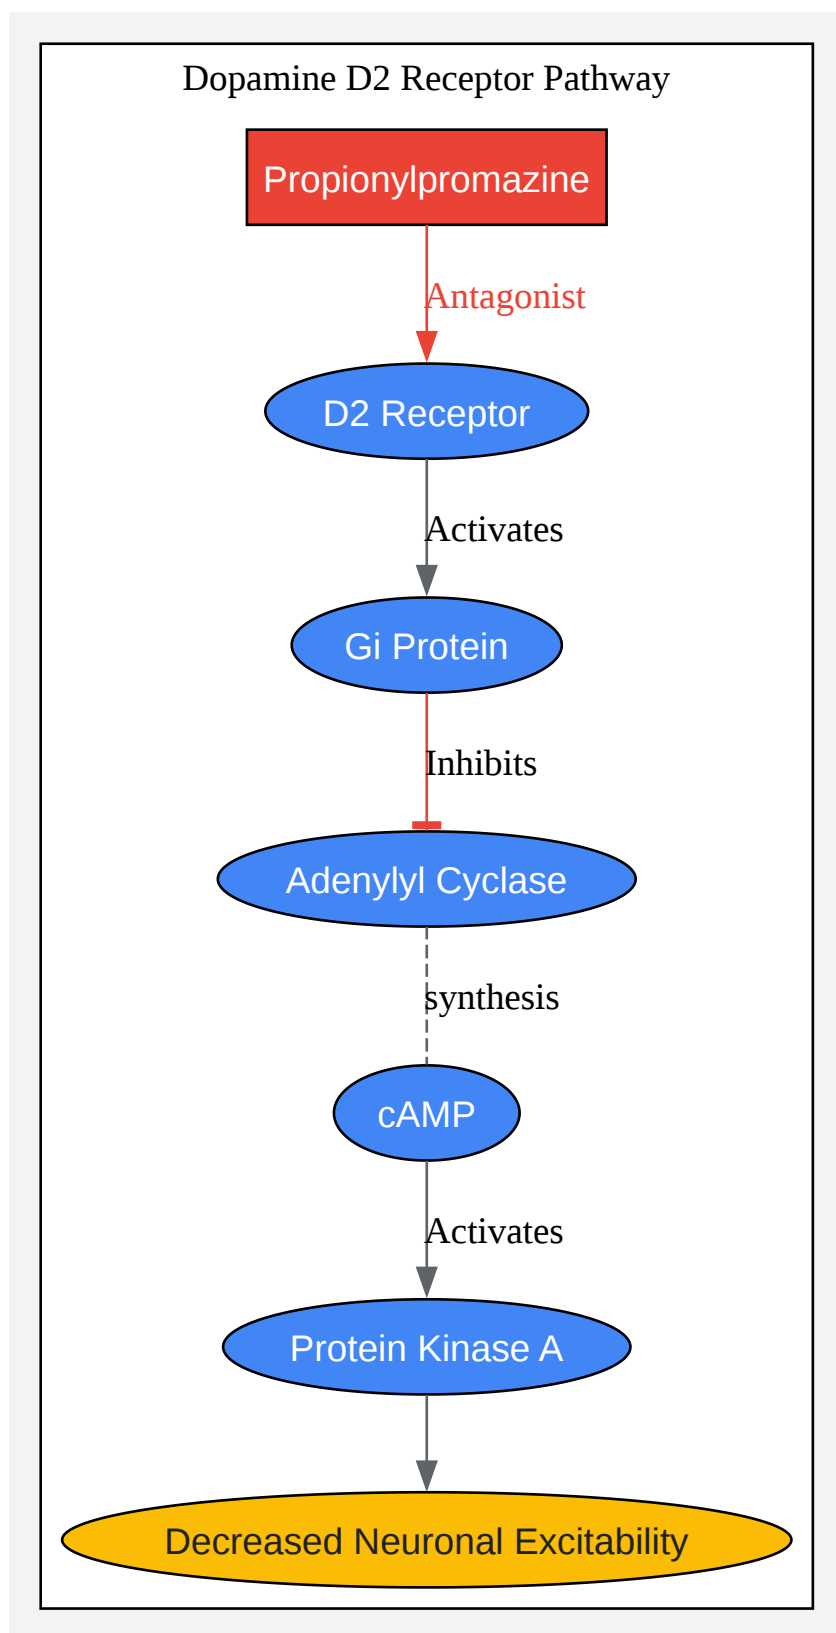 Dopamine D2 Receptor Pathway
Propionylpromazine
Antagonist
D2 Receptor
Activates
Gi Protein
Inhibits
Adenylyl Cyclase
synthesis
cAMP
Activates
Protein Kinase A
Decreased Neuronal Excitability